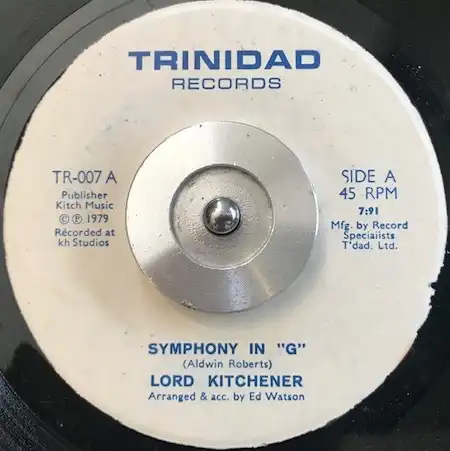 TRINIDAD
RECORDS
TR-007 A
Publisher
Kitch Music
© ℗ 1979
Recorded at
kh Studios
SIDE A
45 RPM
7:91
Mfg. by Record
Specialists
T'dad. Ltd.
SYMPHONY IN "G"
(Aldwin Roberts)
LORD KITCHENER
Arranged & acc. by Ed Watson